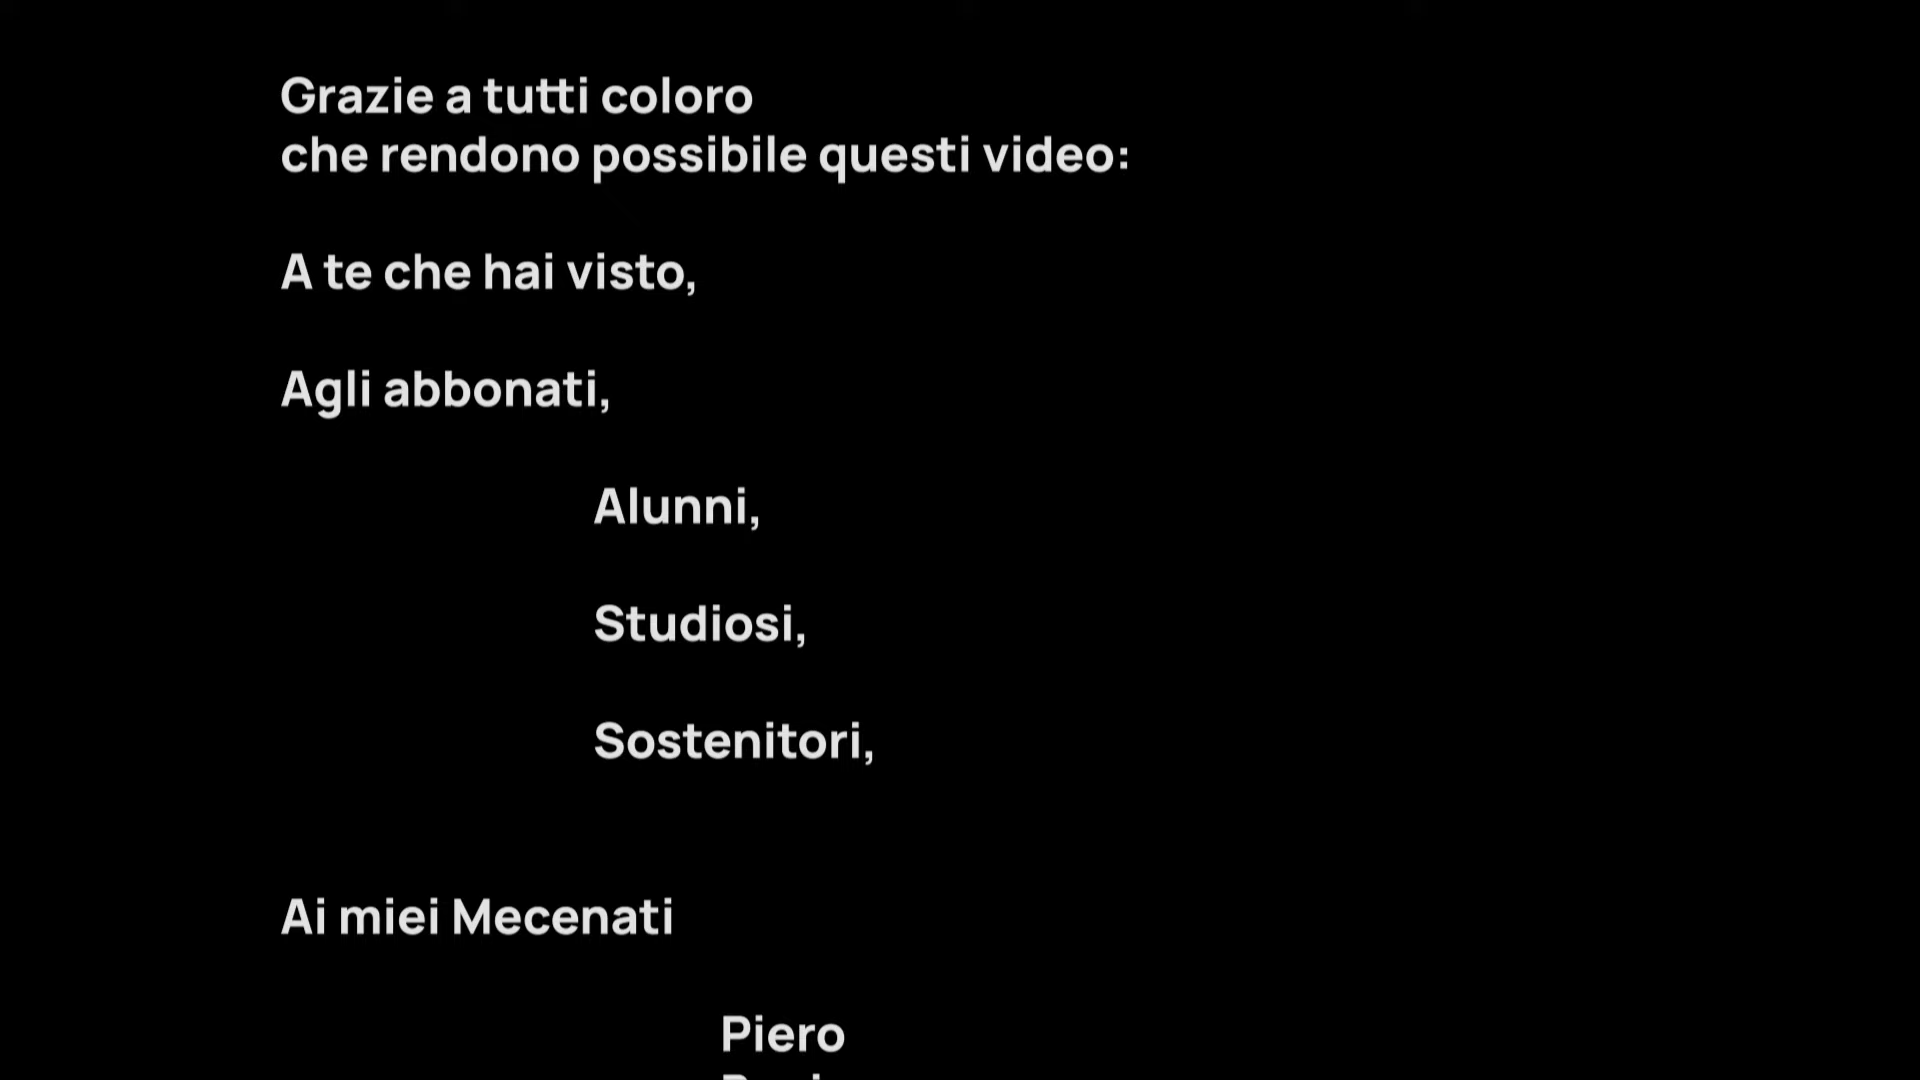 Grazie a tutti coloro
che rendono possibile questi video:
A te che hai visto,
Agli abbonati,
Alunni,
Studiosi,
Sostenitori,
Ai miei Mecenati
Piero